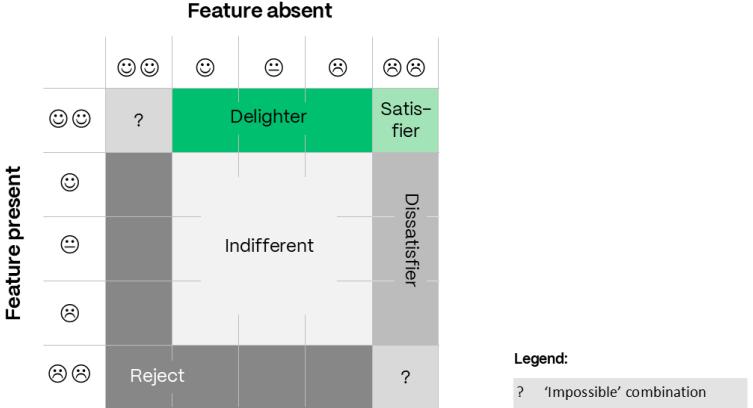 Feature absent
Feature present
?
Delighter
Satis-
fier
Indifferent
Dissatisfier
Reject
?
Legend:
? ‘Impossible’ combination